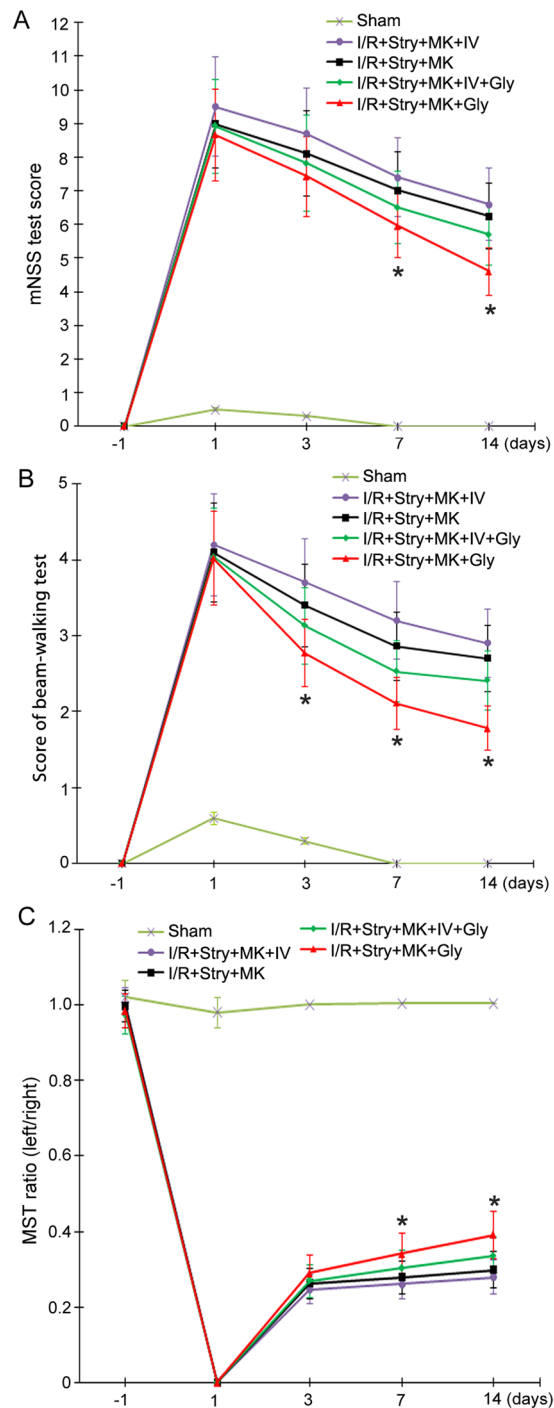 A
Sham
I/R+Stry+MK+IV
I/R+Stry+MK
I/R+Stry+MK+IV+Gly
I/R+Stry+MK+Gly
mNSS test score
12
11
10
9
8
7
6
5
4
3
2
1
0
*
*
-1 1 3 7 14 (days)
B
Sham
I/R+Stry+MK+IV
I/R+Stry+MK
I/R+Stry+MK+IV+Gly
I/R+Stry+MK+Gly
Score of beam-walking test
5
4
3
2
1
0
*
*
*
-1 1 3 7 14 (days)
C
Sham
I/R+Stry+MK+IV
I/R+Stry+MK
I/R+Stry+MK+IV+Gly
I/R+Stry+MK+Gly
MST ratio (left/right)
1.2
1.0
0.8
0.6
0.4
0.2
0
*
*
-1 1 3 7 14 (days)